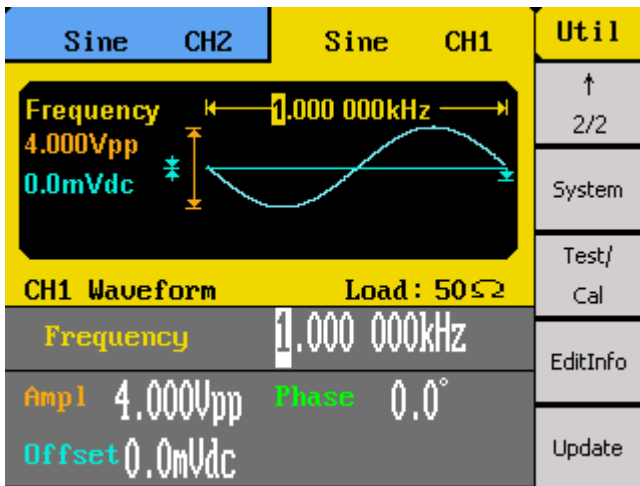 Sine CH2 Sine CH1 Util
↑
2/2
Frequency 1.000 000kHz
4.000Vpp
0.0mVdc
System
Test/
Cal
CH1 Waveform Load: 50Ω
Frequency 1.000 000kHz
EditInfo
Ampl 4.000Vpp Phase 0.0°
Offset 0.0mVdc
Update